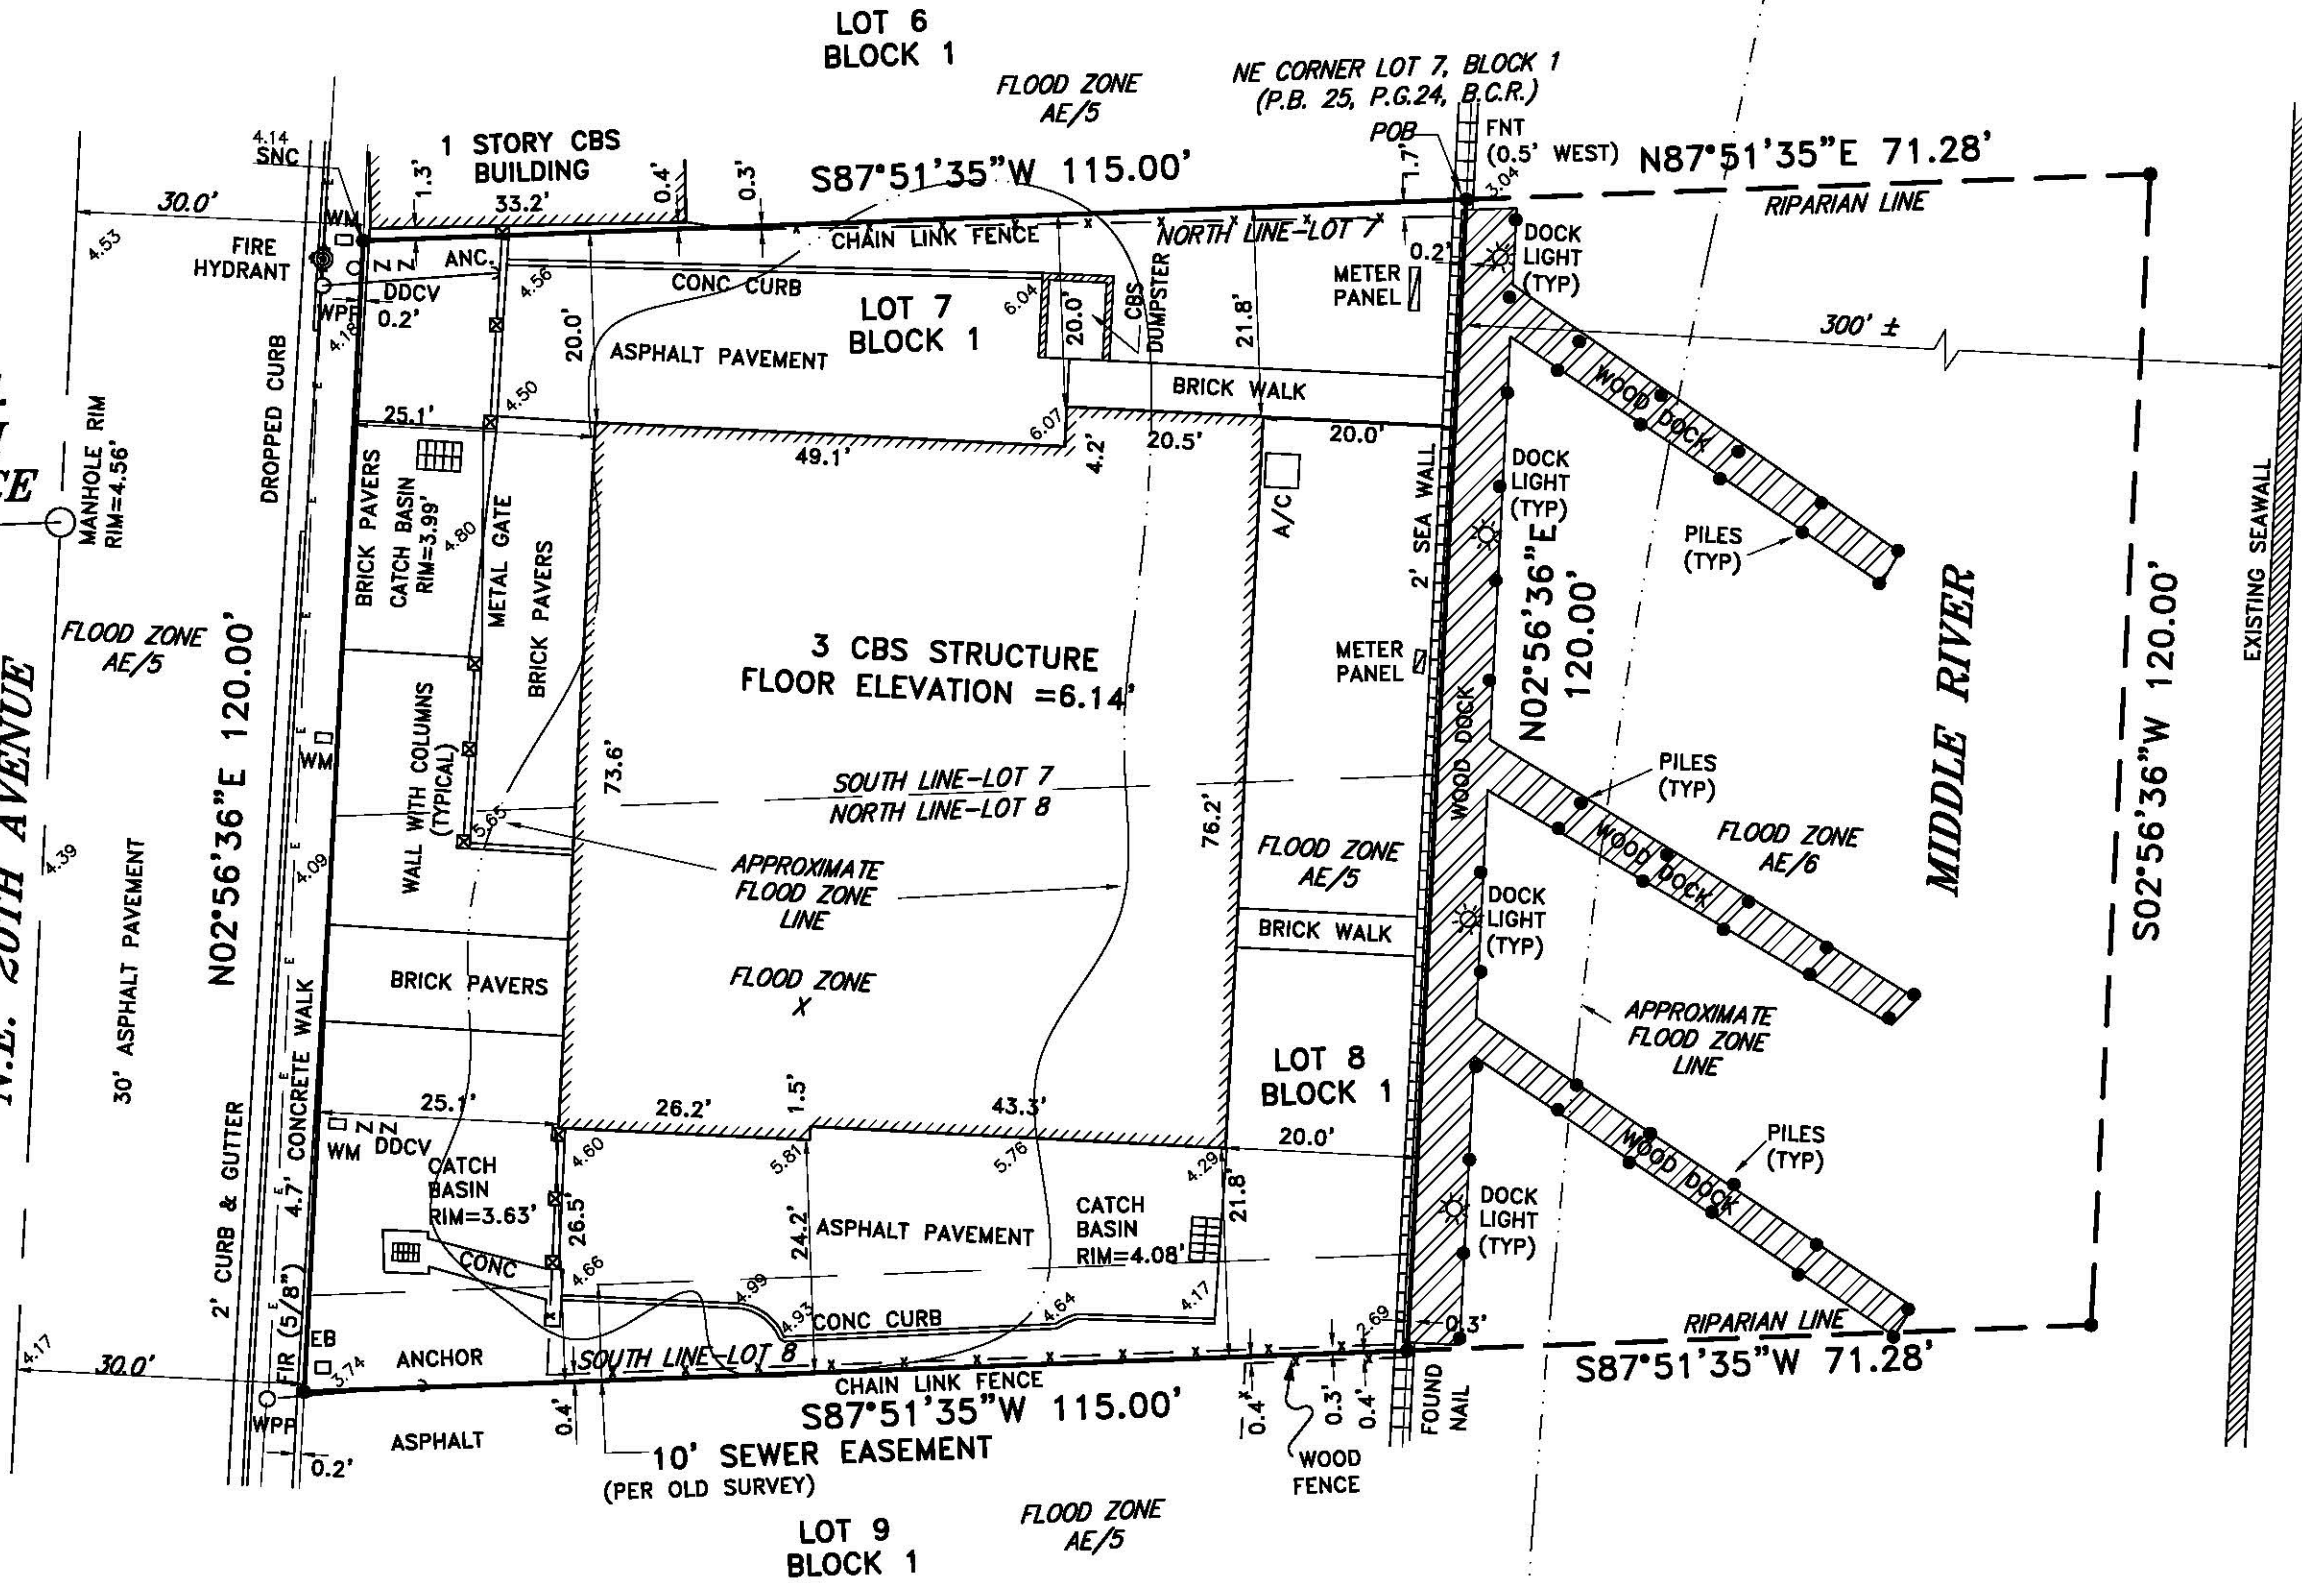 LOT 6
BLOCK 1
FLOOD ZONE
AE/5
NE CORNER LOT 7, BLOCK 1
(P.B. 25, P.G.24, B.C.R.)
POB
FNT
(0.5' WEST)
N87°51'35"E 71.28'
RIPARIAN LINE
3.04
1.7'
4.14
SNC
1 STORY CBS
BUILDING
1.3'
33.2'
0.4'
0.3'
S87°51'35"W 115.00'
30.0'
4.53
WM
FIRE
HYDRANT
ANC.
DDCV
WPP
0.2'
4.18
4.56
CHAIN LINK FENCE
NORTH LINE-LOT 7
CONC CURB
LOT 7
BLOCK 1
6.04
20.0'
CBS
DUMPSTER
21.8'
0.2'
METER
PANEL
DOCK
LIGHT
(TYP)
300' ±
20.0'
ASPHALT PAVEMENT
BRICK WALK
4.50
25.1'
49.1'
6.07
4.2'
20.5'
20.0'
WOOD DOCK
DROPPED CURB
MANHOLE RIM
RIM=4.56'
BRICK PAVERS
CATCH BASIN
RIM=3.99'
4.80
METAL GATE
BRICK PAVERS
A/C
2' SEA WALL
DOCK
LIGHT
(TYP)
PILES
(TYP)
N02°56'36"E
120.00'
EXISTING SEAWALL
FLOOD ZONE
AE/5
N02°56'36"E 120.00'
N.E. 20TH AVENUE
3 CBS STRUCTURE
FLOOR ELEVATION =6.14'
METER
PANEL
WOOD DOCK
MIDDLE RIVER
S02°56'36"W 120.00'
WM
WALL WITH COLUMNS
(TYPICAL)
73.6'
SOUTH LINE-LOT 7
NORTH LINE-LOT 8
76.2'
PILES
(TYP)
5.65
4.39
4.09
APPROXIMATE
FLOOD ZONE
LINE
FLOOD ZONE
AE/5
WOOD DOCK
FLOOD ZONE
AE/6
30' ASPHALT PAVEMENT
BRICK WALK
DOCK
LIGHT
(TYP)
BRICK PAVERS
FLOOD ZONE
X
APPROXIMATE
FLOOD ZONE
LINE
4.7' CONCRETE WALK
LOT 8
BLOCK 1
25.1'
26.2'
1.5'
43.3'
20.0'
2' CURB & GUTTER
WM
DDCV
CATCH
BASIN
RIM=3.63'
4.60
5.81
5.76
4.29
PILES
(TYP)
WOOD DOCK
26.5'
24.2'
ASPHALT PAVEMENT
CATCH
BASIN
RIM=4.08'
21.8'
DOCK
LIGHT
(TYP)
CONC
4.66
4.99
4.93
CONC CURB
4.64
4.17
2.69
0.3'
RIPARIAN LINE
S87°51'35"W 71.28'
4.17
30.0'
FIR (5/8")
EB
3.74
ANCHOR
SOUTH LINE-LOT 8
CHAIN LINK FENCE
S87°51'35"W 115.00'
WPP
0.2'
ASPHALT
0.4'
10' SEWER EASEMENT
(PER OLD SURVEY)
0.4'
0.3'
0.4'
WOOD
FENCE
FOUND
NAIL
LOT 9
BLOCK 1
FLOOD ZONE
AE/5